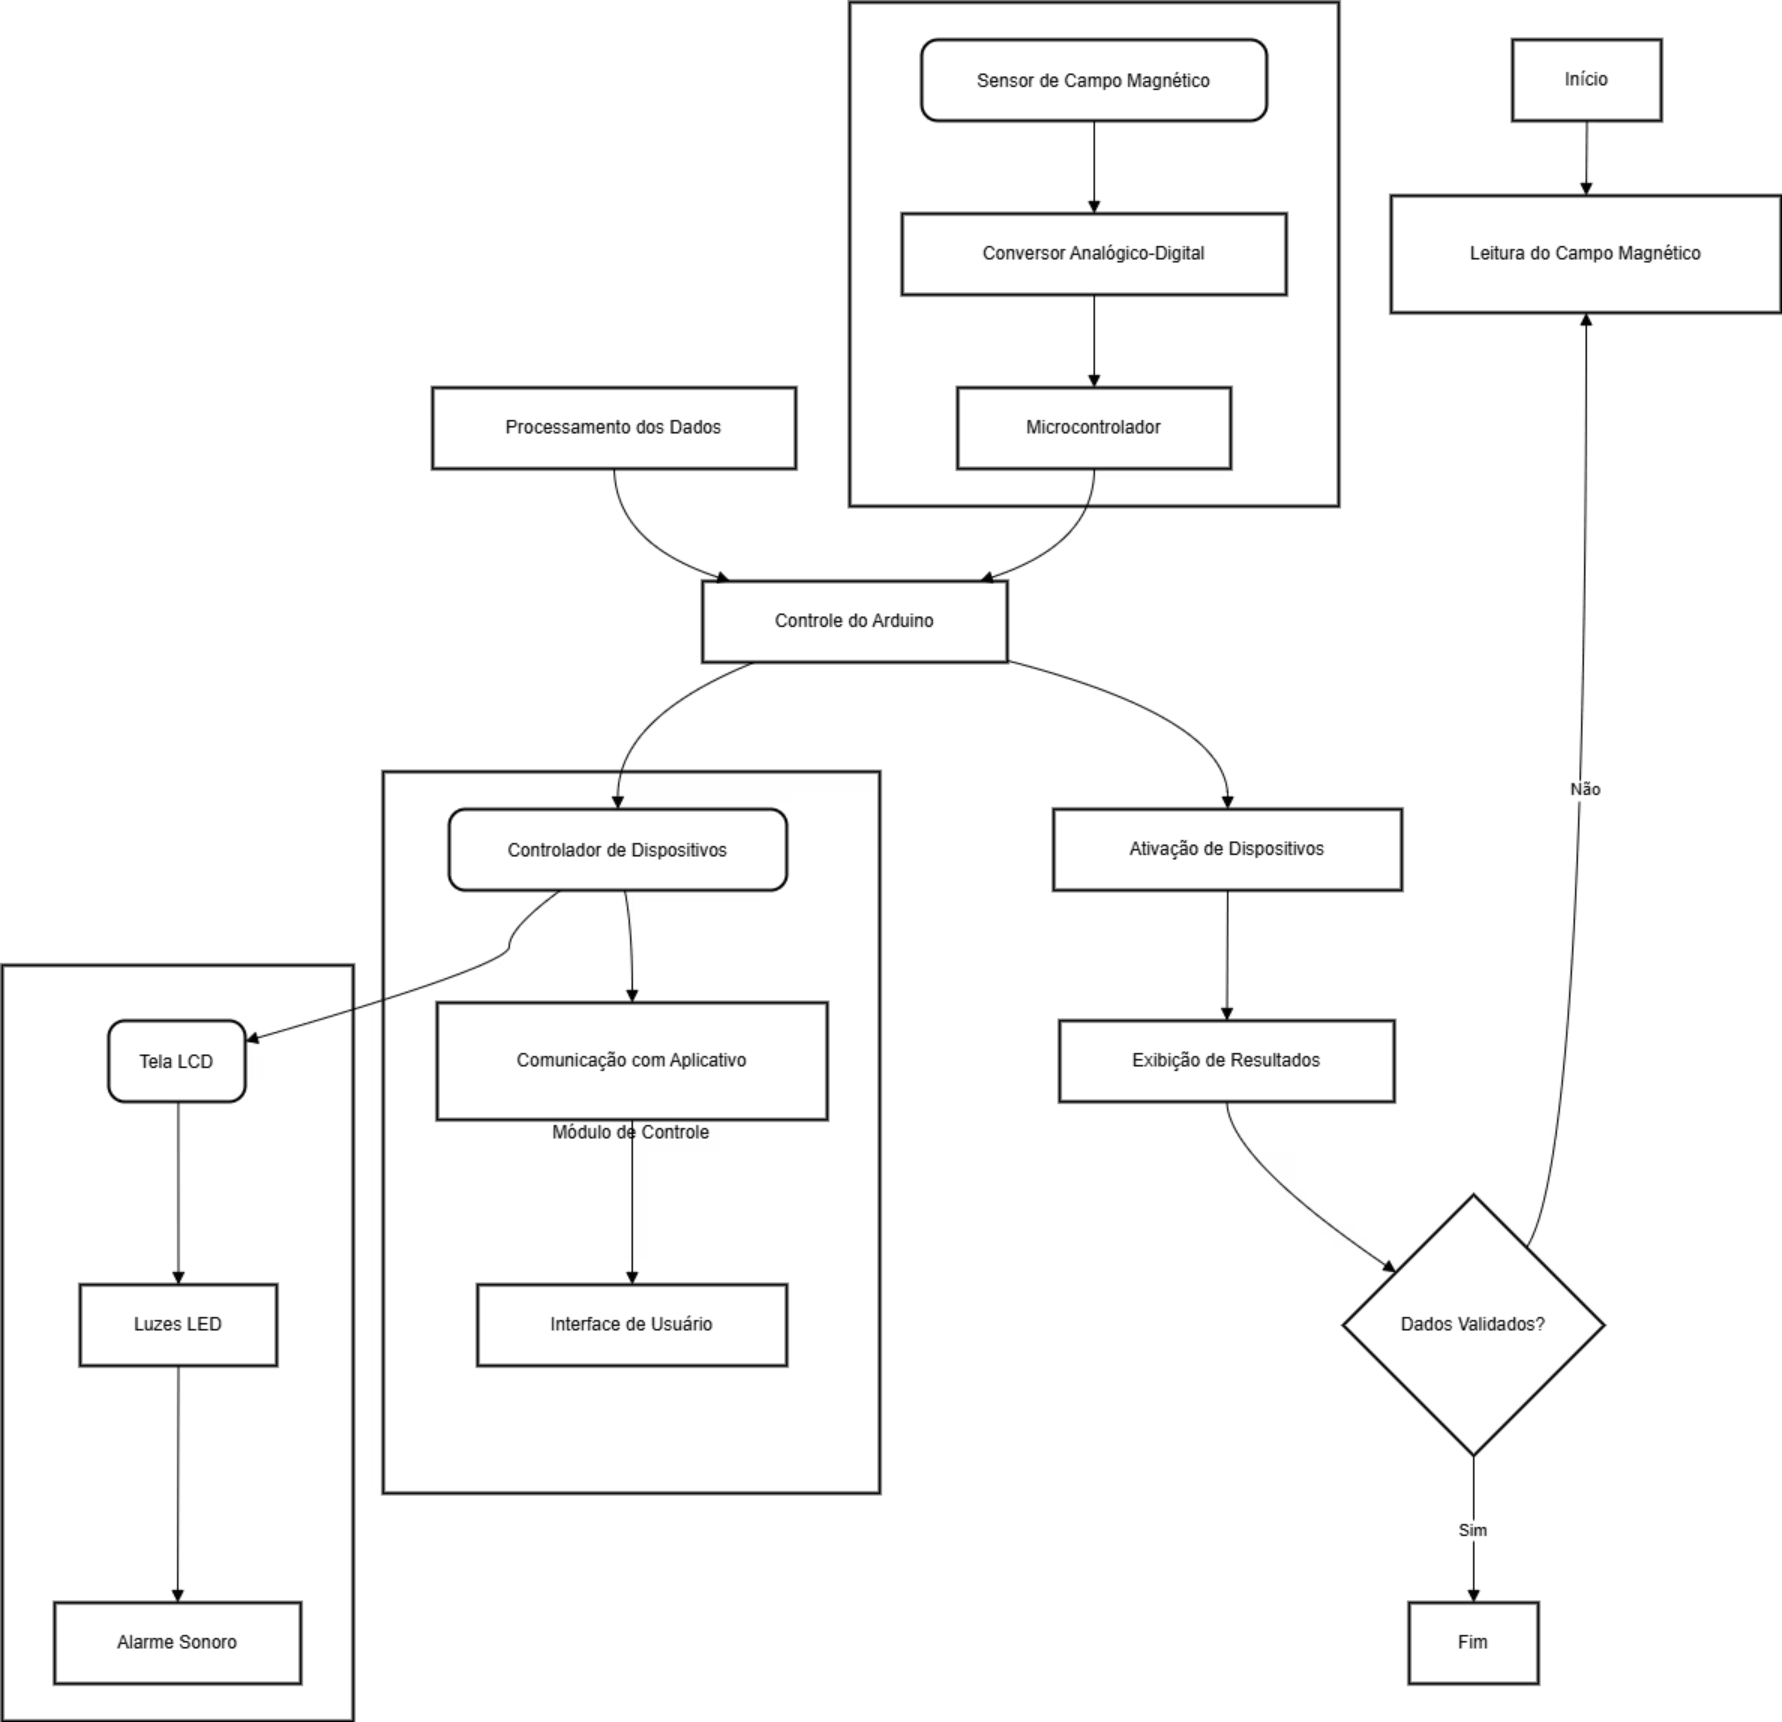 Sensor de Campo Magnético
Início
Conversor Analógico-Digital
Leitura do Campo Magnético
Processamento dos Dados
Microcontrolador
Controle do Arduino
Não
Controlador de Dispositivos
Ativação de Dispositivos
Tela LCD
Comunicação com Aplicativo
Exibição de Resultados
Módulo de Controle
Luzes LED
Interface de Usuário
Dados Validados?
Sim
Alarme Sonoro
Fim